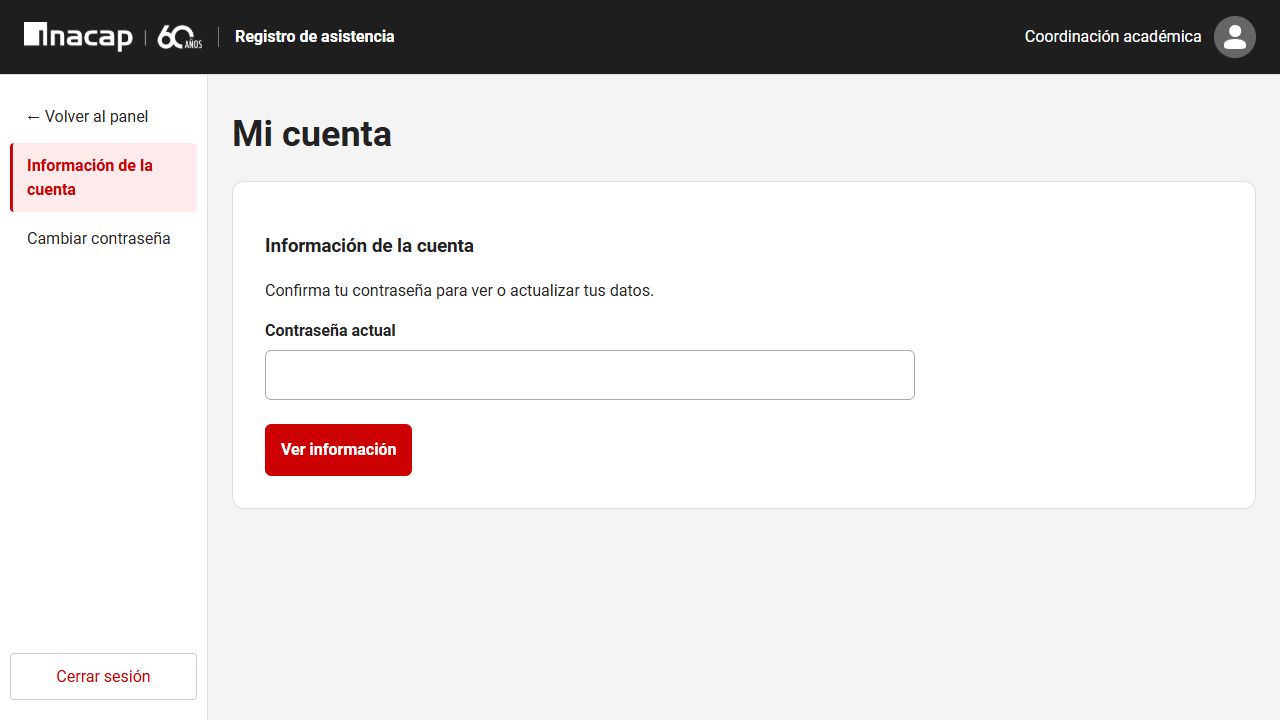 Inacap | 60 AÑOS
Registro de asistencia
Coordinación académica
← Volver al panel
Información de la
cuenta
Cambiar contraseña
Cerrar sesión
Mi cuenta
Información de la cuenta
Confirma tu contraseña para ver o actualizar tus datos.
Contraseña actual
Ver información